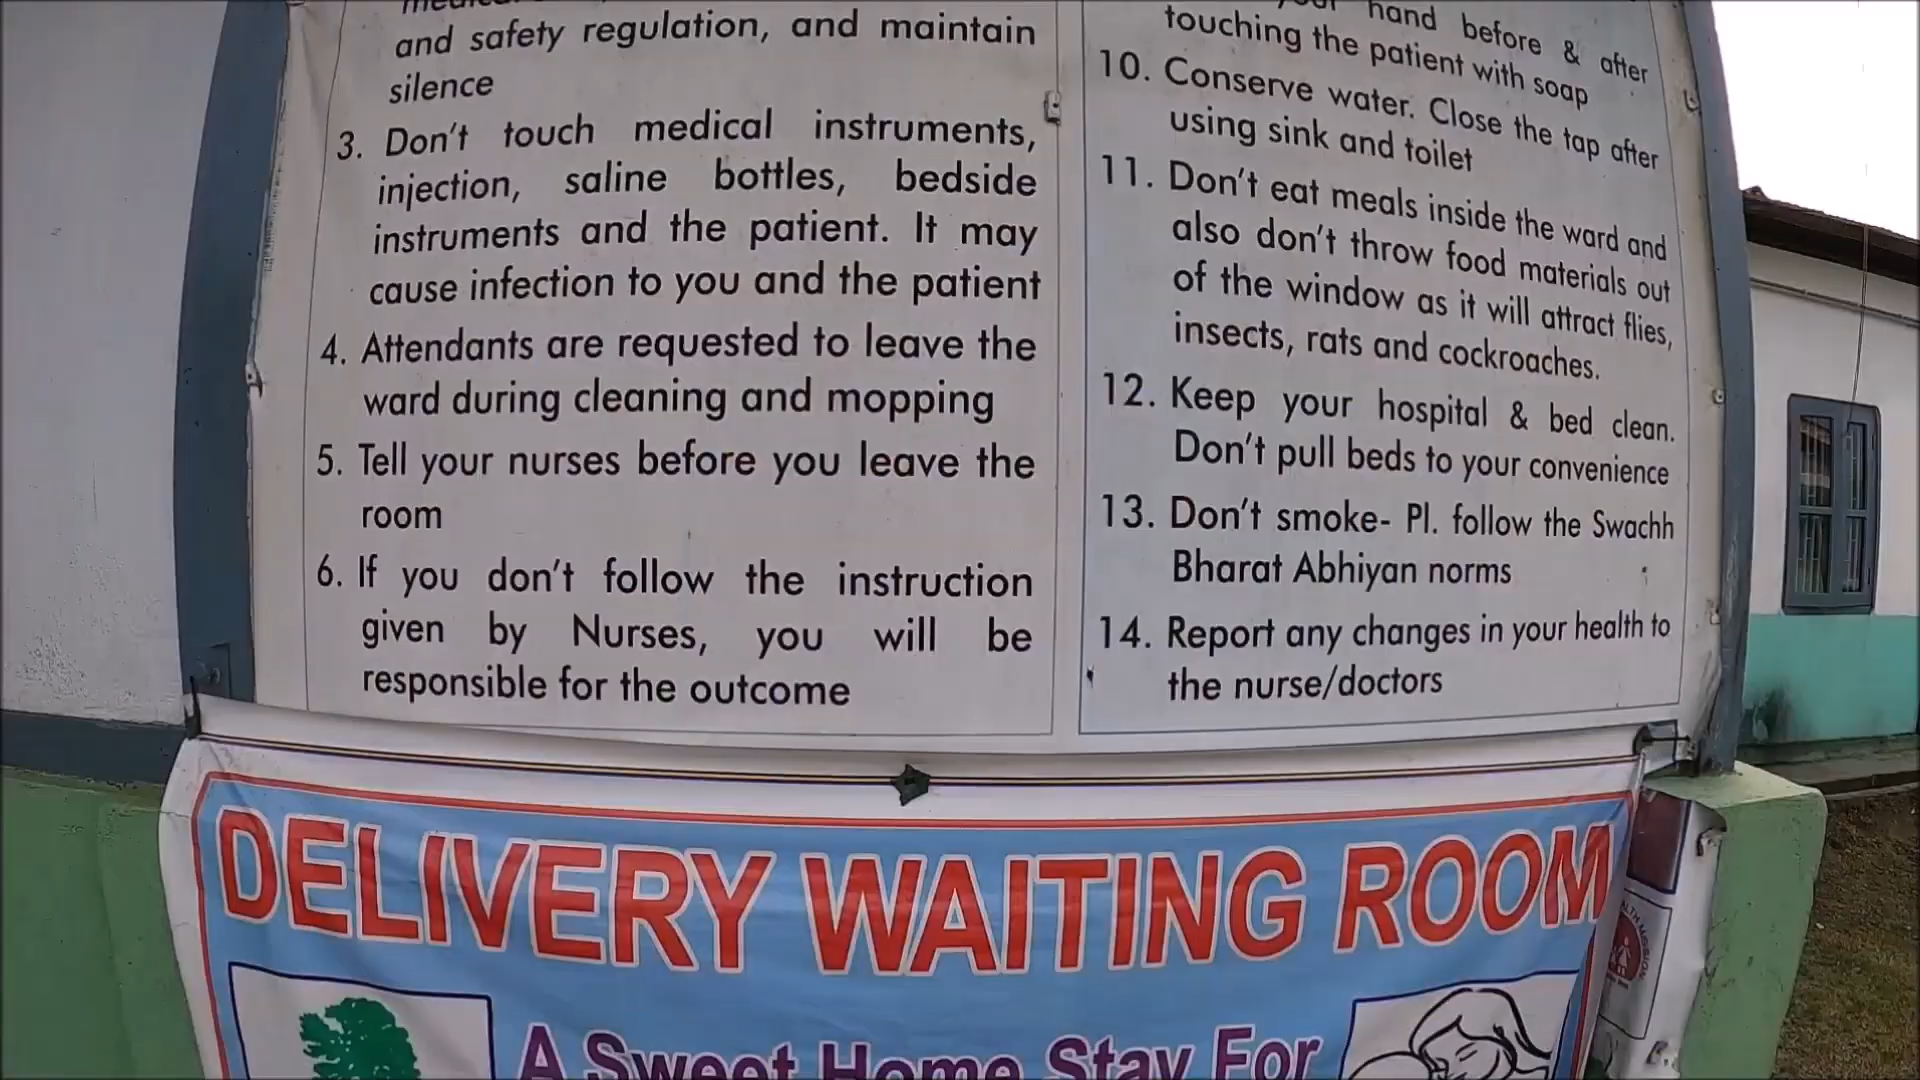 and safety regulation, and maintain
silence
3. Don't touch medical instruments,
injection, saline bottles, bedside
instruments and the patient. It may
cause infection to you and the patient
4. Attendants are requested to leave the
ward during cleaning and mopping
5. Tell your nurses before you leave the
room
6. If you don't follow the instruction
given by Nurses, you will be
responsible for the outcome
hand before & after
touching the patient with soap
10. Conserve water. Close the tap after
using sink and toilet
11. Don't eat meals inside the ward and
also don't throw food materials out
of the window as it will attract flies,
insects, rats and cockroaches.
12. Keep your hospital & bed clean.
Don't pull beds to your convenience
13. Don't smoke- Pl. follow the Swachh
Bharat Abhiyan norms
14. Report any changes in your health to
the nurse/doctors
DELIVERY WAITING ROOM
A Sweet Home Stay For
MISSION